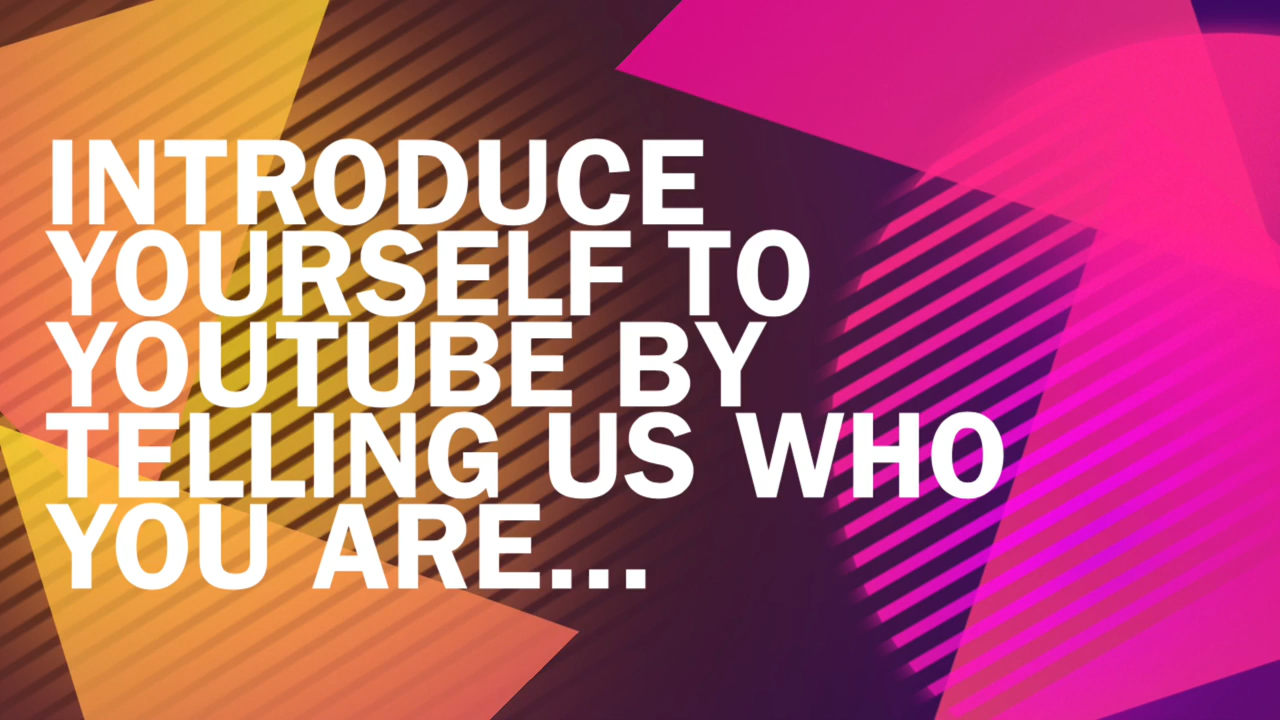 INTRODUCE
YOURSELF TO
YOUTUBE BY
TELLING US WHO
YOU ARE...